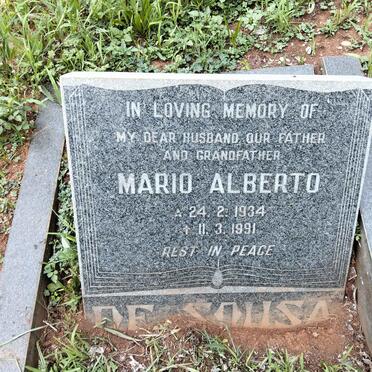 IN LOVING MEMORY OF
MY DEAR HUSBAND, OUR FATHER
AND GRANDFATHER
MARIO ALBERTO
▵ 24. 2. 1934
+ 11. 3. 1991
REST IN PEACE
DE SOUSA